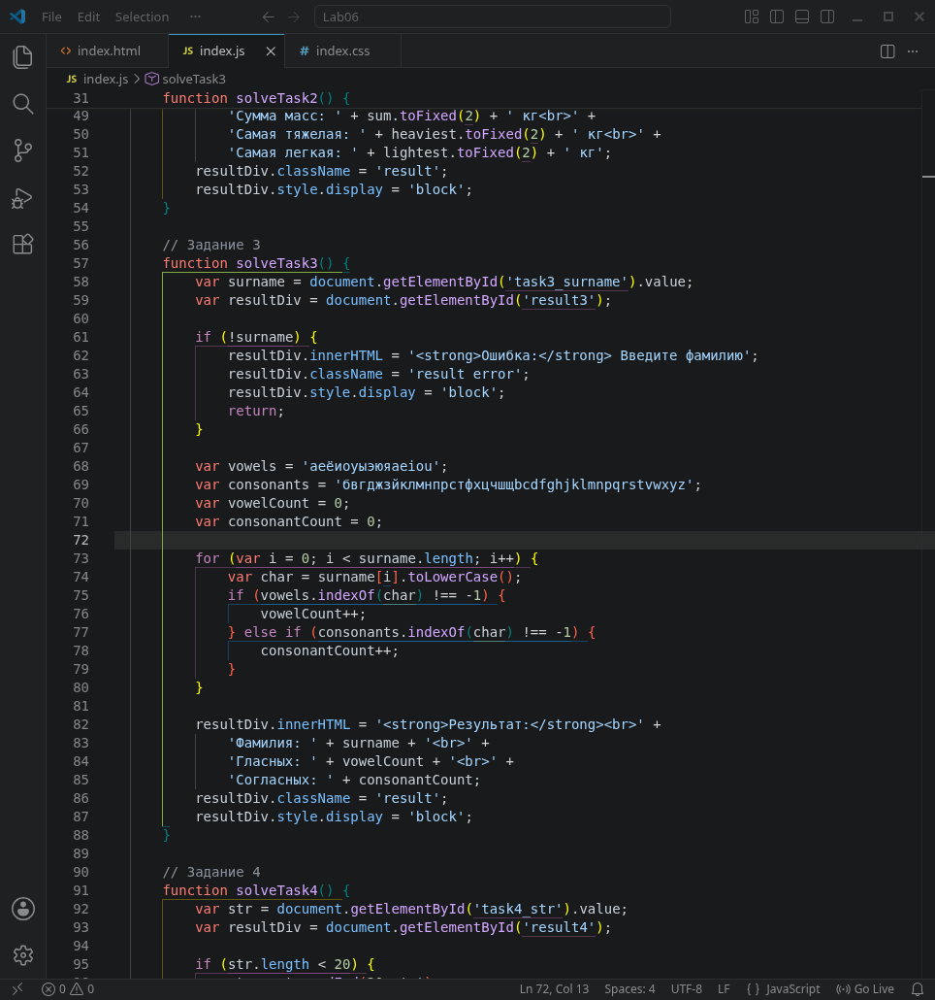 File Edit Selection ··· Lab06
index.html JS index.js # index.css
JS index.js > solveTask3
31 function solveTask2() {
49 'Сумма масс: ' + sum.toFixed(2) + ' кг<br>' +
50 'Самая тяжелая: ' + heaviest.toFixed(2) + ' кг<br>' +
51 'Самая легкая: ' + lightest.toFixed(2) + ' кг';
52 resultDiv.className = 'result';
53 resultDiv.style.display = 'block';
54 }
55
56 // Задание 3
57 function solveTask3() {
58 var surname = document.getElementById('task3_surname').value;
59 var resultDiv = document.getElementById('result3');
60
61 if (!surname) {
62 resultDiv.innerHTML = '<strong>Ошибка:</strong> Введите фамилию';
63 resultDiv.className = 'result error';
64 resultDiv.style.display = 'block';
65 return;
66 }
67
68 var vowels = 'аеёиоуыэюяaeiou';
69 var consonants = 'бвгджзйклмнпрстфхцчшщbcdfghjklmnpqrstvwxyz';
70 var vowelCount = 0;
71 var consonantCount = 0;
72
73 for (var i = 0; i < surname.length; i++) {
74 var char = surname[i].toLowerCase();
75 if (vowels.indexOf(char) !== -1) {
76 vowelCount++;
77 } else if (consonants.indexOf(char) !== -1) {
78 consonantCount++;
79 }
80 }
81
82 resultDiv.innerHTML = '<strong>Результат:</strong><br>' +
83 'Фамилия: ' + surname + '<br>' +
84 'Гласных: ' + vowelCount + '<br>' +
85 'Согласных: ' + consonantCount;
86 resultDiv.className = 'result';
87 resultDiv.style.display = 'block';
88 }
89
90 // Задание 4
91 function solveTask4() {
92 var str = document.getElementById('task4_str').value;
93 var resultDiv = document.getElementById('result4');
94
95 if (str.length < 20) {
0 0 Ln 72, Col 13 Spaces: 4 UTF-8 LF { } JavaScript Go Live